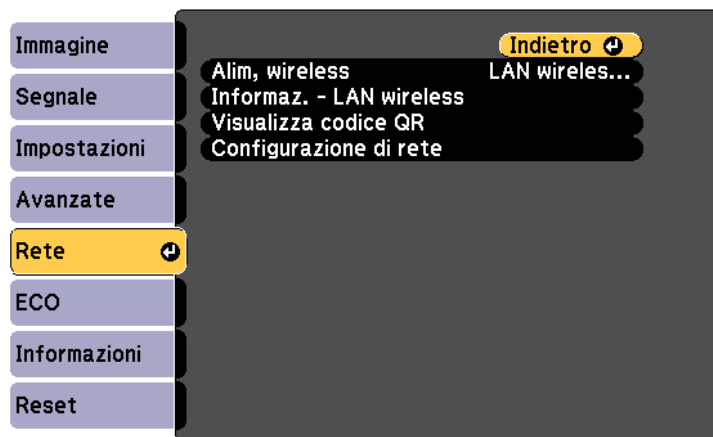 Immagine
Segnale
Impostazioni
Avanzate
Rete
ECO
Informazioni
Reset
Indietro
Alim, wireless LAN wireles...
Informaz. - LAN wireless
Visualizza codice QR
Configurazione di rete